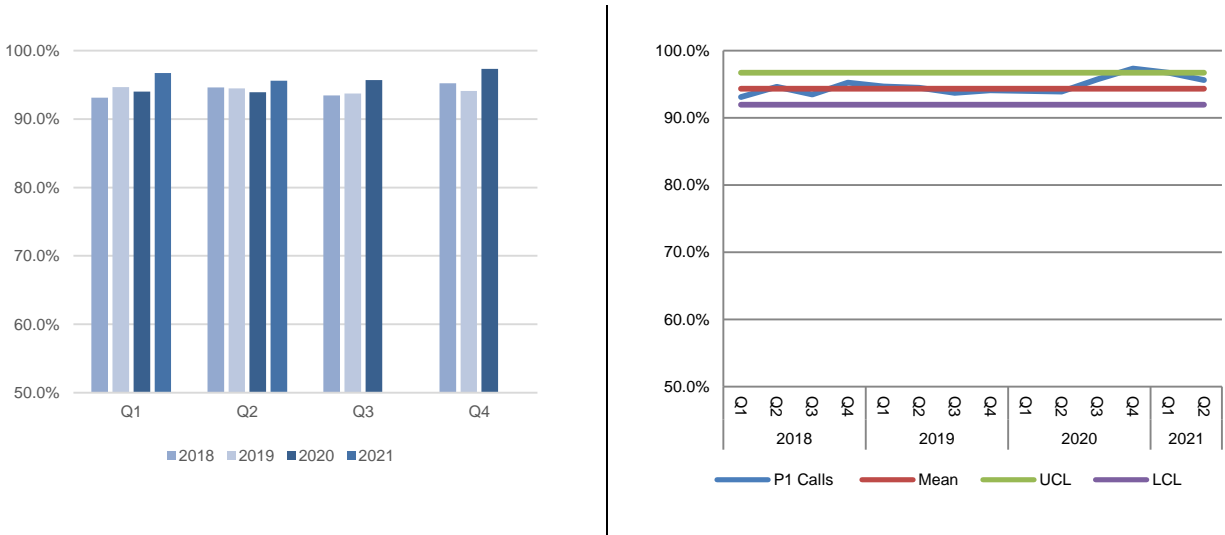 100.0%
90.0%
80.0%
70.0%
60.0%
50.0%
Q1 Q2 Q3 Q4
2018 2019 2020 2021
100.0%
90.0%
80.0%
70.0%
60.0%
50.0%
Q1 Q2 Q3 Q4 Q1 Q2 Q3 Q4 Q1 Q2 Q3 Q4 Q1 Q2
2018 2019 2020 2021
P1 Calls Mean UCL LCL